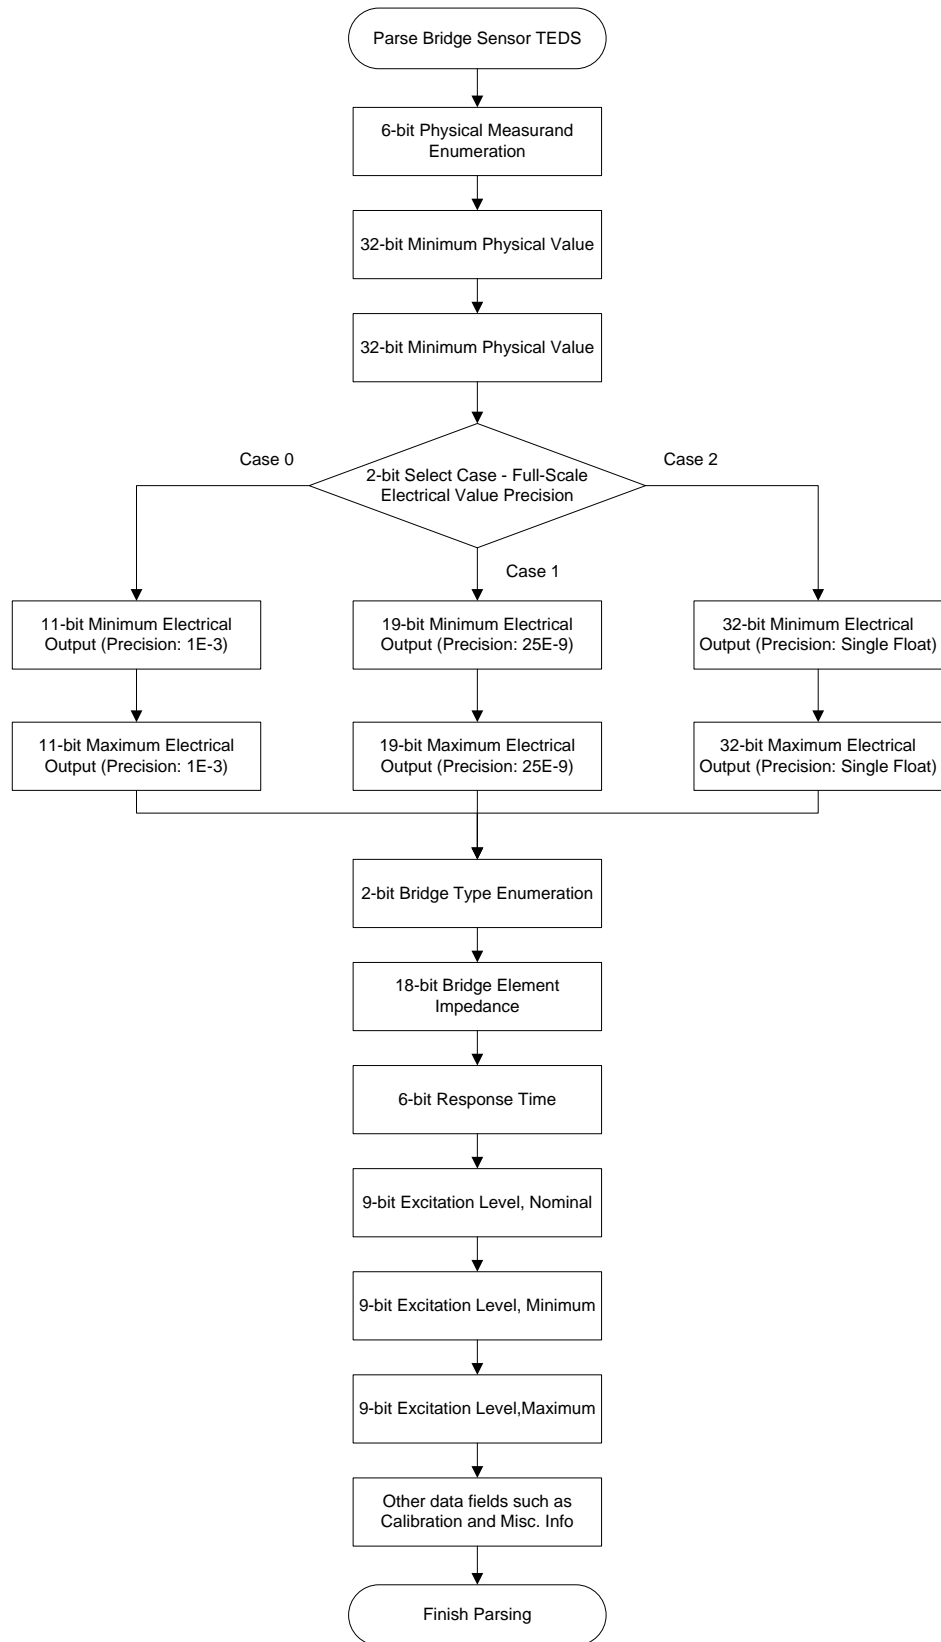 Parse Bridge Sensor TEDS
6-bit Physical Measurand
Enumeration
32-bit Minimum Physical Value
32-bit Minimum Physical Value
Case 0
2-bit Select Case - Full-Scale
Electrical Value Precision
Case 2
Case 1
11-bit Minimum Electrical
Output (Precision: 1E-3)
19-bit Minimum Electrical
Output (Precision: 25E-9)
32-bit Minimum Electrical
Output (Precision: Single Float)
11-bit Maximum Electrical
Output (Precision: 1E-3)
19-bit Maximum Electrical
Output (Precision: 25E-9)
32-bit Maximum Electrical
Output (Precision: Single Float)
2-bit Bridge Type Enumeration
18-bit Bridge Element
Impedance
6-bit Response Time
9-bit Excitation Level, Nominal
9-bit Excitation Level, Minimum
9-bit Excitation Level,Maximum
Other data fields such as
Calibration and Misc. Info
Finish Parsing